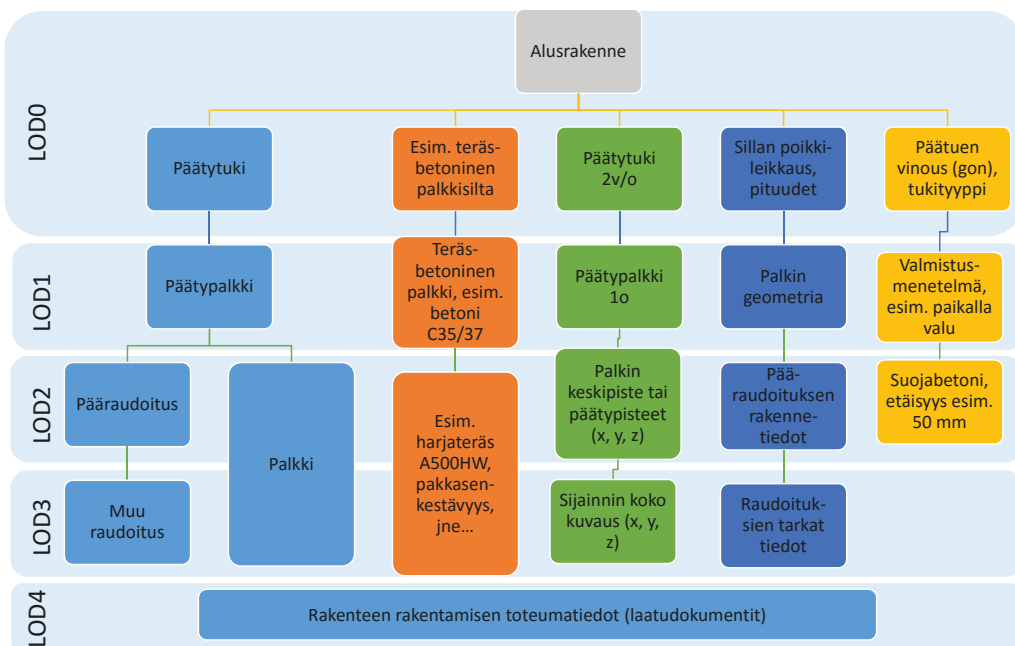 Alusrakenne
LOD0
Päätytuki
Esim. teräs-
betoninen
palkkisilta
Päätytuki
2v/o
Sillan poikki-
leikkaus,
pituudet
Päätuen
vinous (gon),
tukityyppi
LOD1
Päätypalkki
Teräs-
betoninen
palkki, esim.
betoni
C35/37
Päätypalkki
1o
Palkin
geometria
Valmistus-
menetelmä,
esim. paikalla
valu
LOD2
Pääraudoitus
Palkki
Esim.
harjateräs
A500HW,
pakkasen-
kestävyys,
jne...
Palkin
keskipiste tai
päätypisteet
(x, y, z)
Pää-
raudoituksen
rakenne-
tiedot
Suojabetoni,
etäisyys esim.
50 mm
LOD3
Muu
raudoitus
Sijainnin koko
kuvaus (x, y,
z)
Raudoituk-
sien tarkat
tiedot
LOD4
Rakenteen rakentamisen toteumatiedot (laatudokumentit)